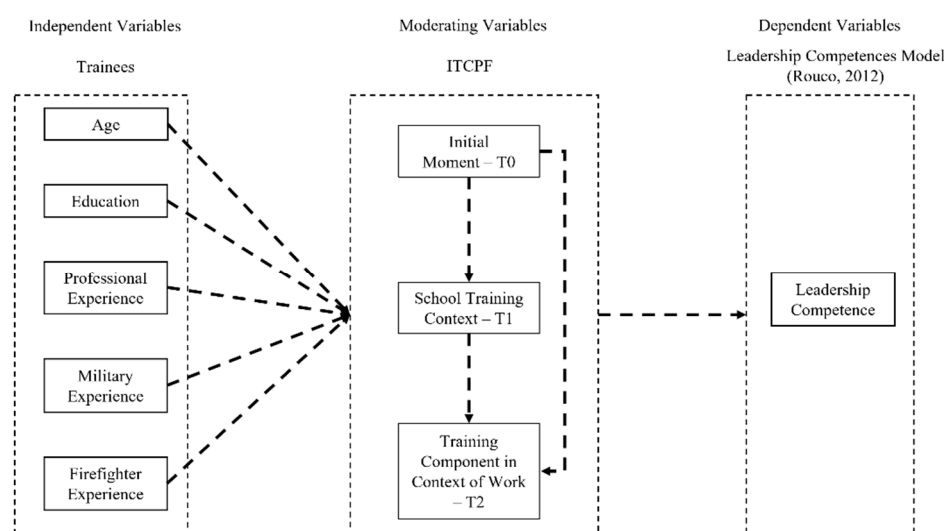 Independent Variables
Trainees
Age
Education
Professional
Experience
Military
Experience
Firefighter
Experience
Moderating Variables
ITCPF
Initial
Moment – T0
School Training
Context – T1
Training
Component in
Context of Work
– T2
Dependent Variables
Leadership Competences Model
(Rouco, 2012)
Leadership
Competence